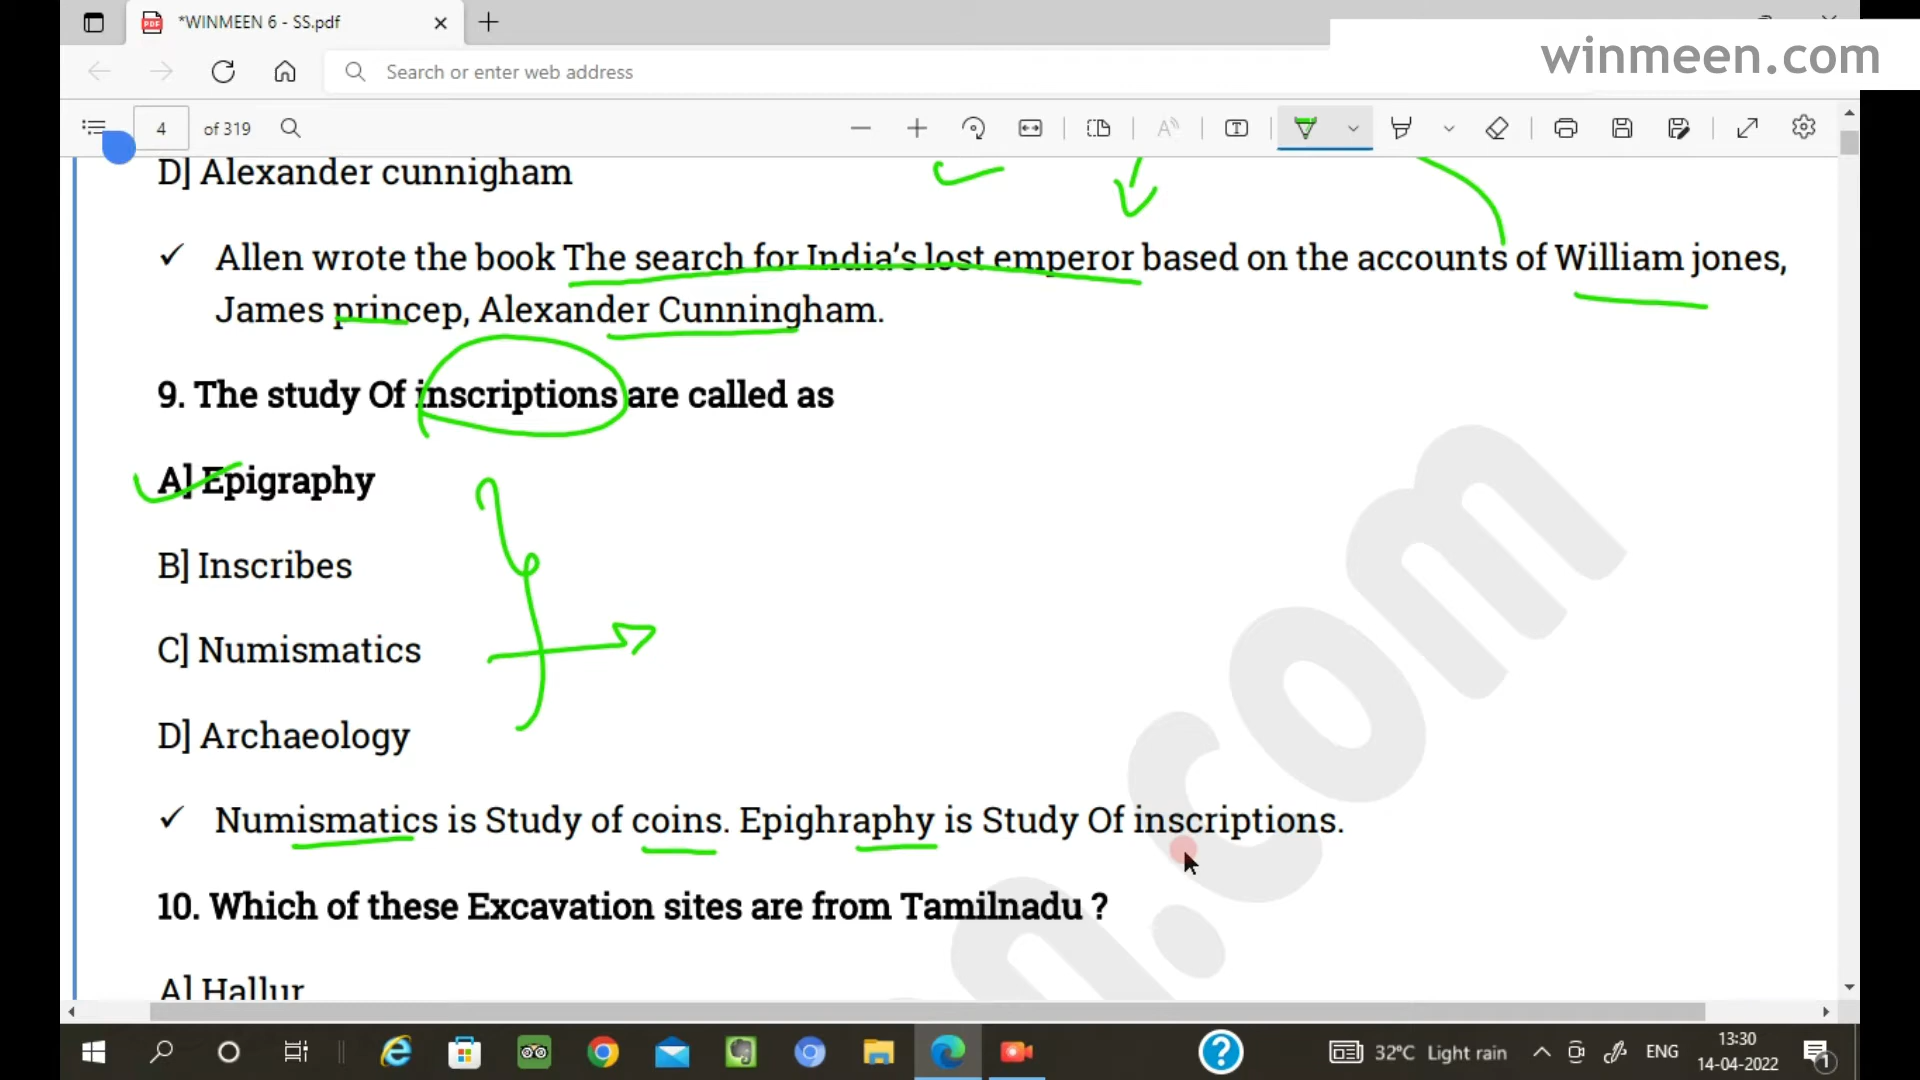 *WINMEEN 6 - SS.pdf
winmeen.com
Search or enter web address
4 of 319
D] Alexander cunnigham
✓ Allen wrote the book The search for India's lost emperor based on the accounts of William jones,
James princep, Alexander Cunningham.
9. The study Of inscriptions are called as
A] Epigraphy
B] Inscribes
C] Numismatics
D] Archaeology
✓ Numismatics is Study of coins. Epighraphy is Study Of inscriptions.
10. Which of these Excavation sites are from Tamilnadu ?
A] Hallur
n.com
32°C Light rain ENG 13:30
14-04-2022
1